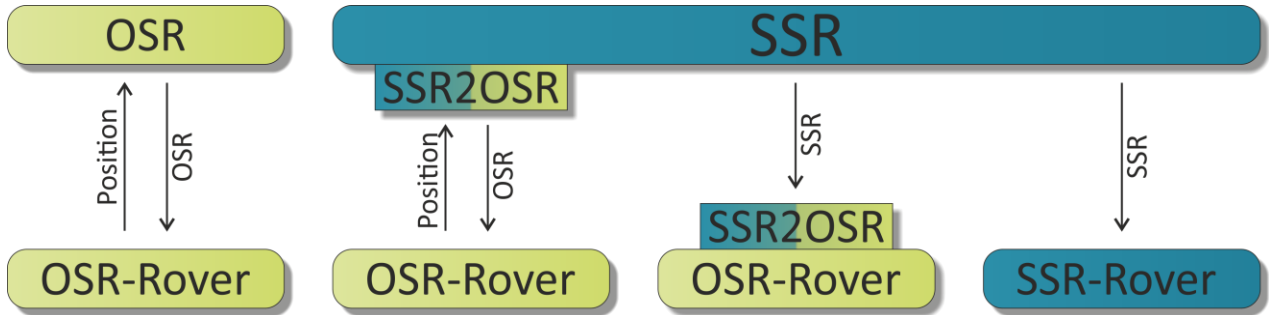 OSR
SSR
SSR2OSR
Position
OSR
Position
OSR
SSR
SSR
SSR2OSR
OSR-Rover
OSR-Rover
OSR-Rover
SSR-Rover